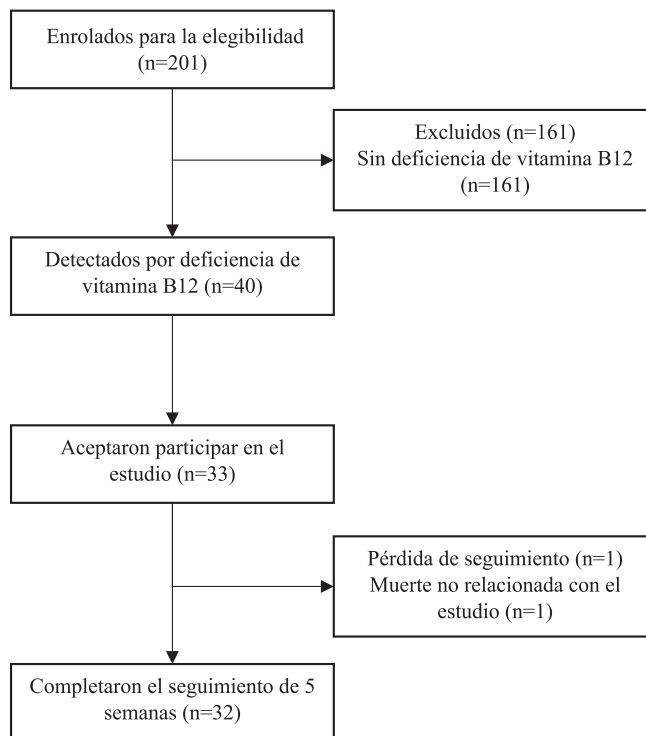 Enrolados para la elegibilidad
(n=201)
Excluidos (n=161)
Sin deficiencia de vitamina B12
(n=161)
Detectados por deficiencia de
vitamina B12 (n=40)
Aceptaron participar en el
estudio (n=33)
Pérdida de seguimiento (n=1)
Muerte no relacionada con el
estudio (n=1)
Completaron el seguimiento de 5
semanas (n=32)